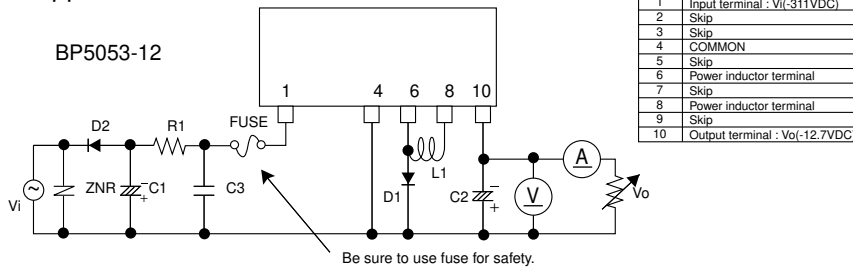 BP5053-12
1 4 6 8 10
D2 R1 FUSE
L1
ZNR − C1 C3 D1 C2 −
+ +
Vi ~ V A Vo
Be sure to use fuse for safety.
1 Input terminal : Vi(-311VDC)
2 Skip
3 Skip
4 COMMON
5 Skip
6 Power inductor terminal
7 Skip
8 Power inductor terminal
9 Skip
10 Output terminal : Vo(-12.7VDC)